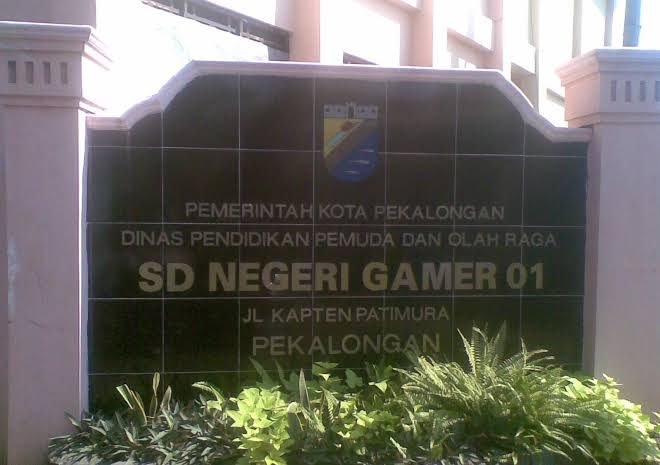 PEMERINTAH KOTA PEKALONGAN
DINAS PENDIDIKAN PEMUDA DAN OLAH RAGA
SD NEGERI GAMER 01
JL KAPTEN PATIMURA
PEKALONGAN